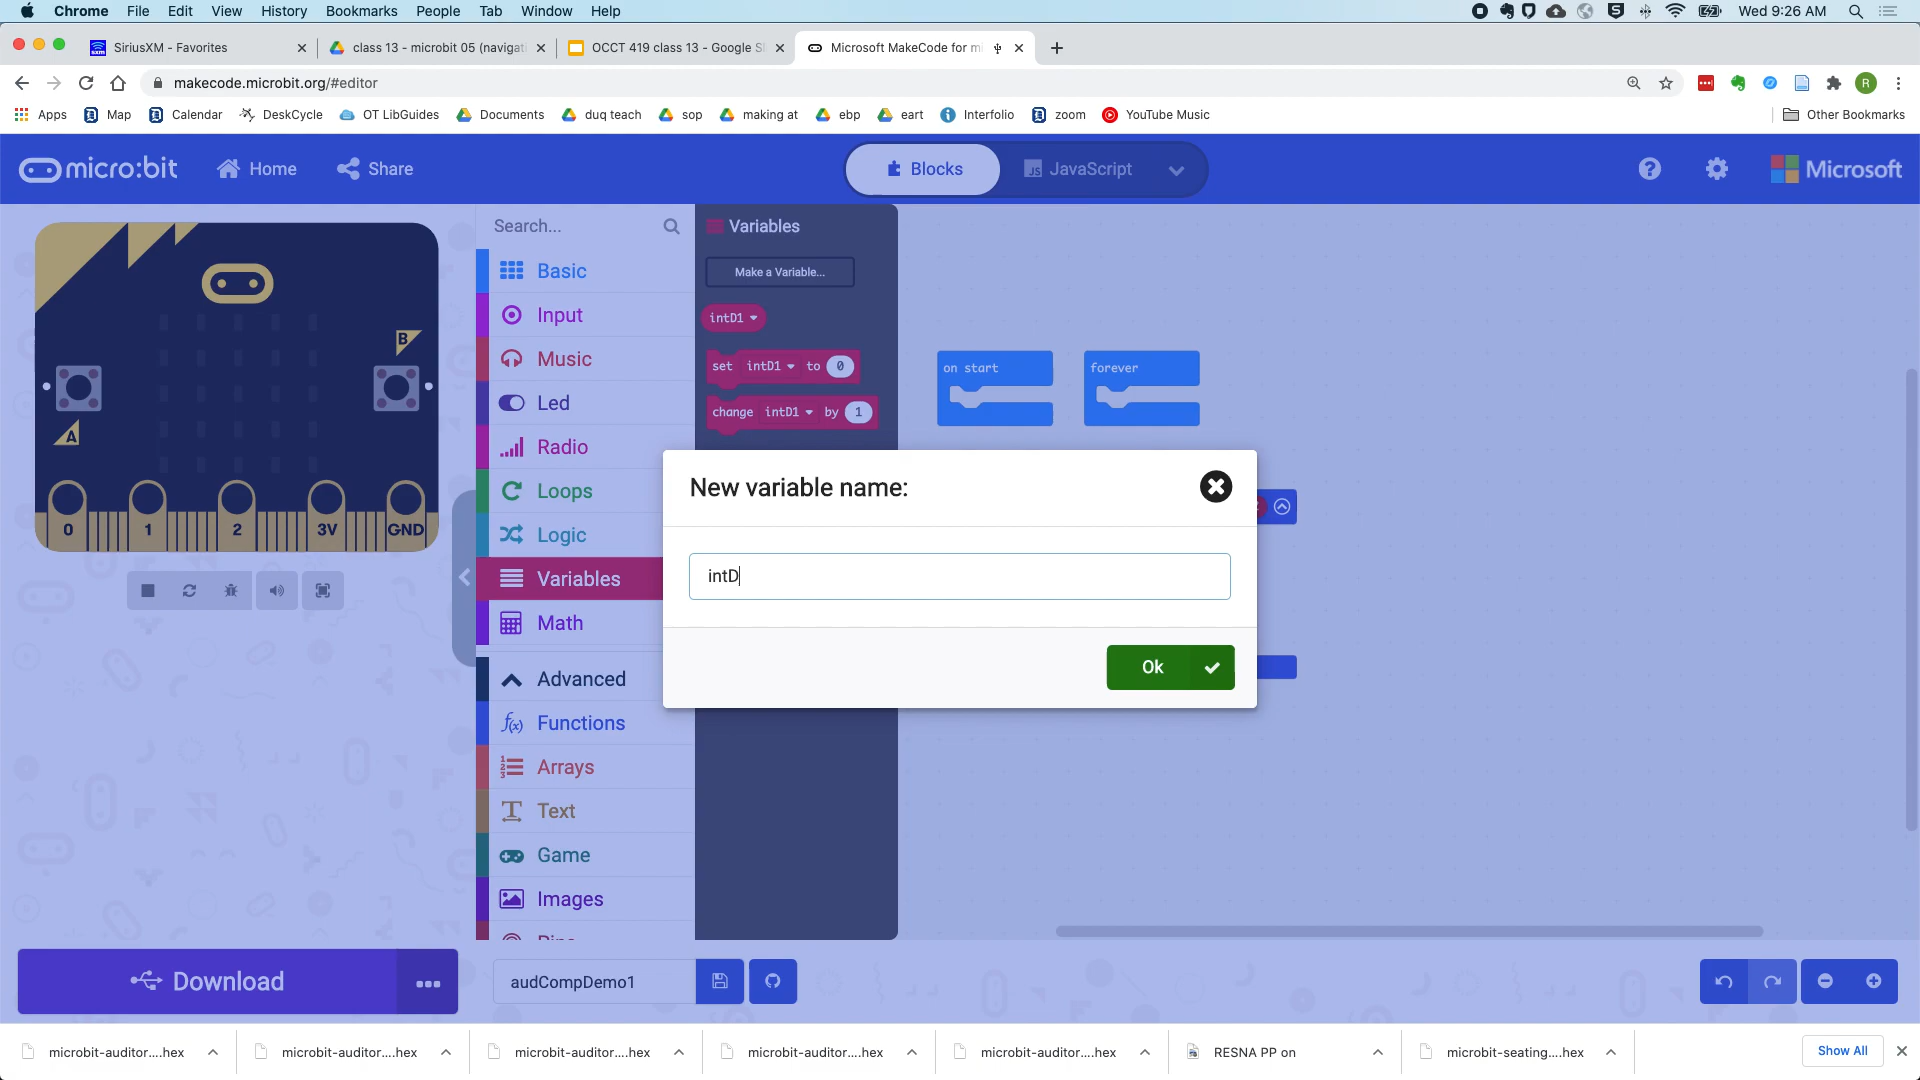 Chrome File Edit View History Bookmarks People Tab Window Help Wed 9:26 AM
SiriusXM - Favorites class 13 - microbit 05 (navigat OCCT 419 class 13 - Google Sl Microsoft MakeCode for mi
makecode.microbit.org/#editor R
Apps Map Calendar DeskCycle OT LibGuides Documents duq teach sop making at ebp eart Interfolio zoom YouTube Music Other Bookmarks
micro:bit Home Share Blocks JS JavaScript ? Microsoft
Search... Variables
Make a Variable...
Basic
Input
intD1
Music
set intD1 to 0
on start forever
Led
change intD1 by 1
Radio
Loops
Logic
Variables
Math
Advanced
Functions
Arrays
Text
Game
Images
B
A
0 1 2 3V GND
New variable name:
intD
Ok
Download ...
audCompDemo1
microbit-auditor....hex microbit-auditor....hex microbit-auditor....hex microbit-auditor....hex microbit-auditor....hex RESNA PP on microbit-seating....hex Show All